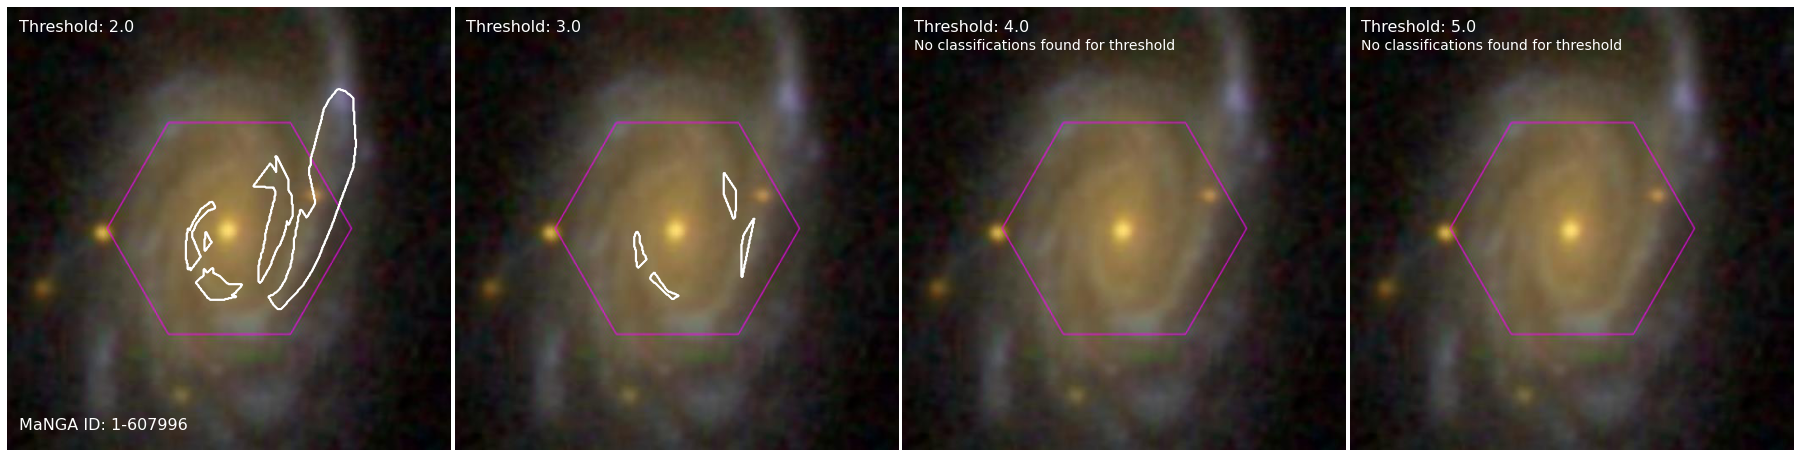 Threshold: 2.0
MaNGA ID: 1-607996
Threshold: 3.0
Threshold: 4.0
No classifications found for threshold
Threshold: 5.0
No classifications found for threshold